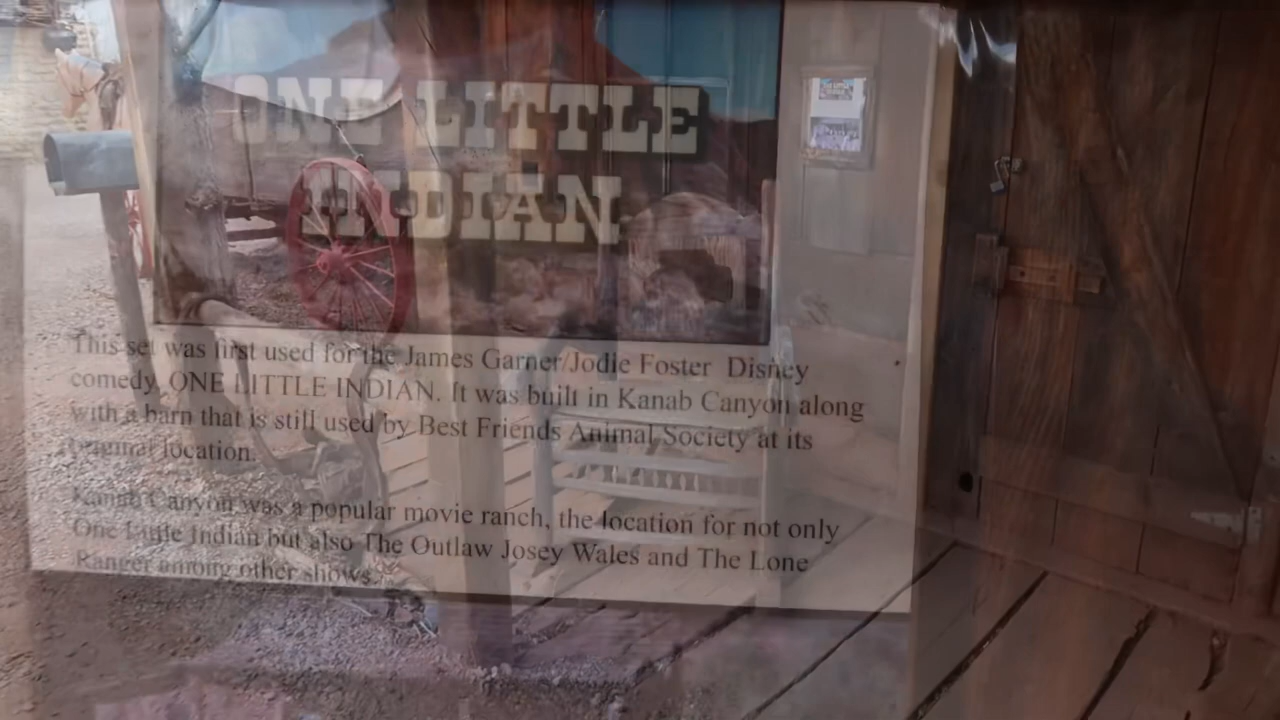 ONE LITTLE
INDIAN
This set was first used for the James Garner/Jodie Foster Disney
comedy, ONE LITTLE INDIAN. It was built in Kanab Canyon along
with a barn that is still used by Best Friends Animal Society at its
original location.
Kanab Canyon was a popular movie ranch, the location for not only
One Little Indian but also The Outlaw Josey Wales and The Lone
Ranger among other shows.